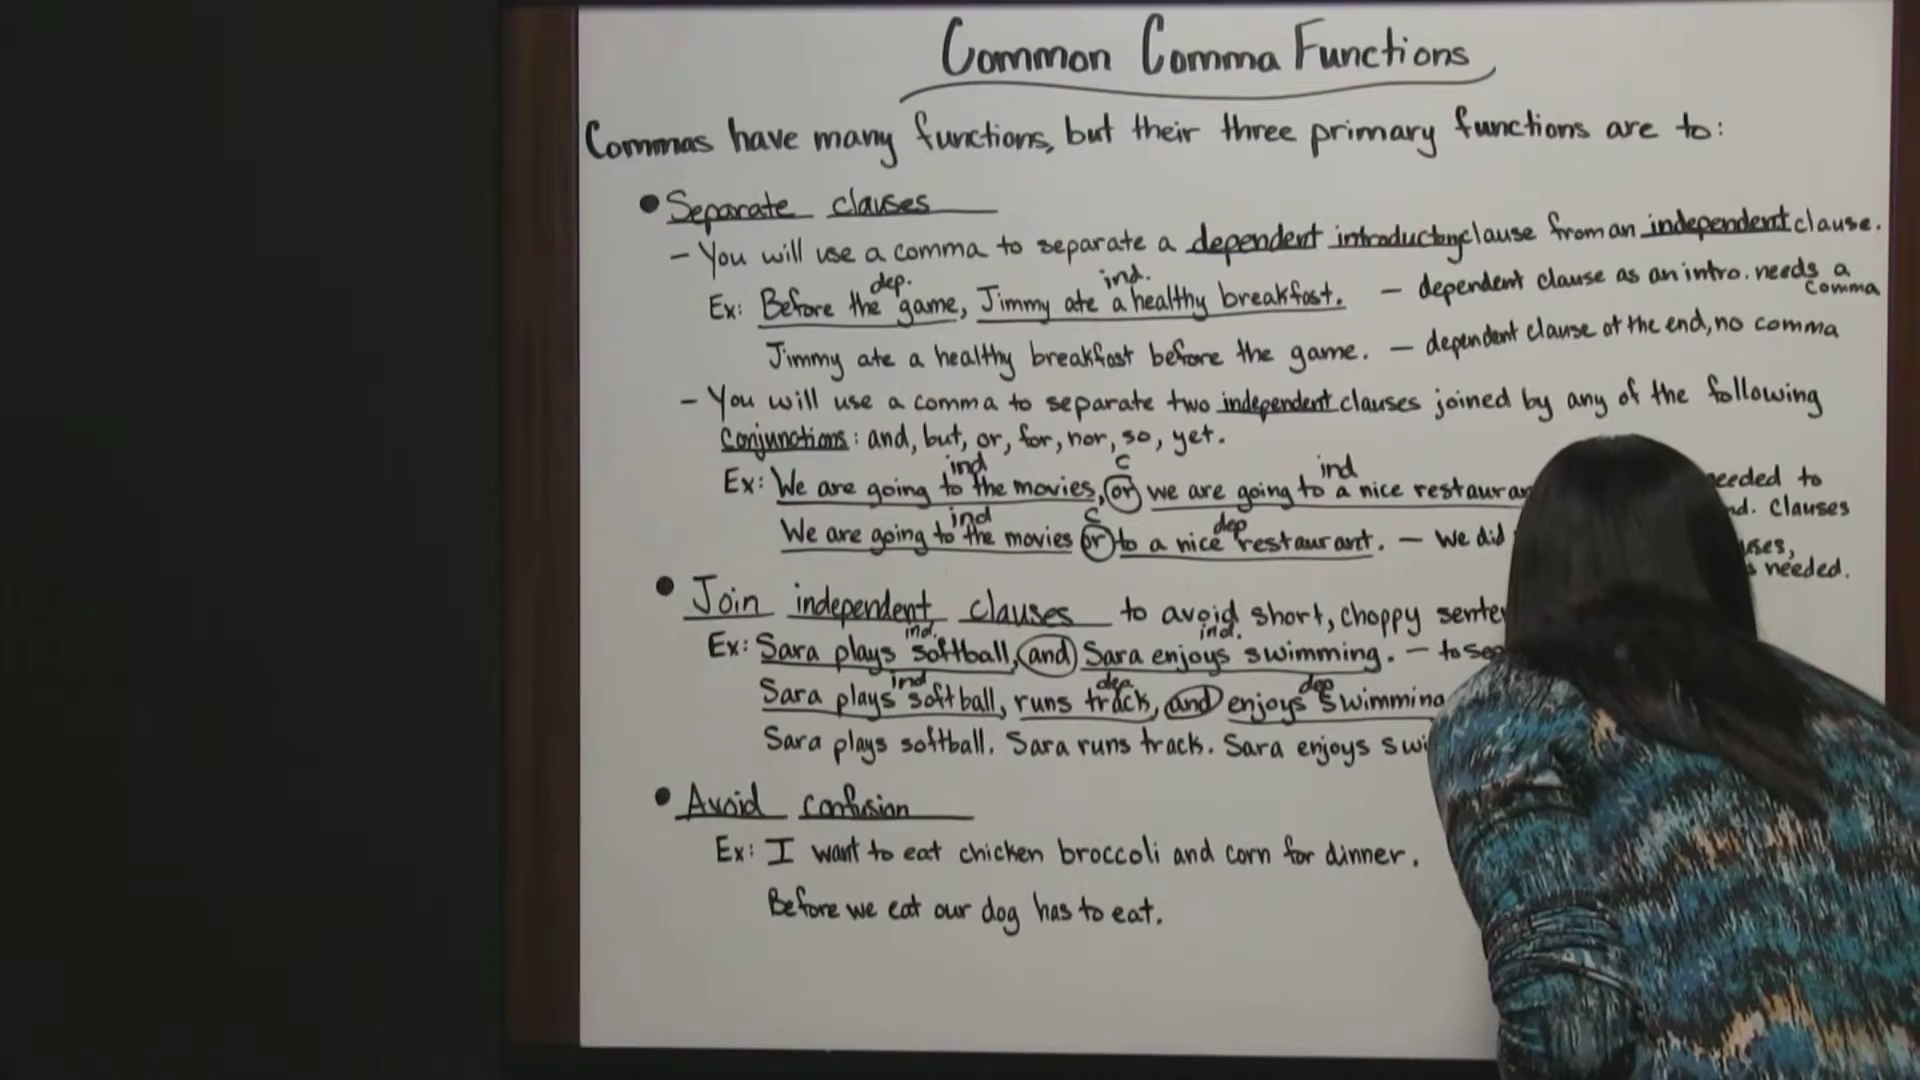 Common Comma Functions
Commas have many functions, but their three primary functions are to:
• Separate clauses
- You will use a comma to separate a dependent introductory clause from an independent clause.
dep. ind.
Ex: Before the game, Jimmy ate a healthy breakfast. - dependent clause as an intro. needs a
comma
Jimmy ate a healthy breakfast before the game. - dependent clause at the end, no comma
- You will use a comma to separate two independent clauses joined by any of the following
conjunctions: and, but, or, for, nor, so, yet.
ind c ind
Ex: We are going to the movies, or we are going to a nice needed to
ind c dep clauses
We are going to the movies or to a nice restaurant. - We did
needed.
• Join independent clauses to avoid short, choppy
ind. ind.
Ex: Sara plays softball, and Sara enjoys swimming. - to
ind dep dep
Sara plays softball, runs track, and enjoys swimming
Sara plays softball. Sara runs track. Sara enjoys
• Avoid confusion
Ex: I want to eat chicken broccoli and corn for dinner.
Before we eat our dog has to eat.